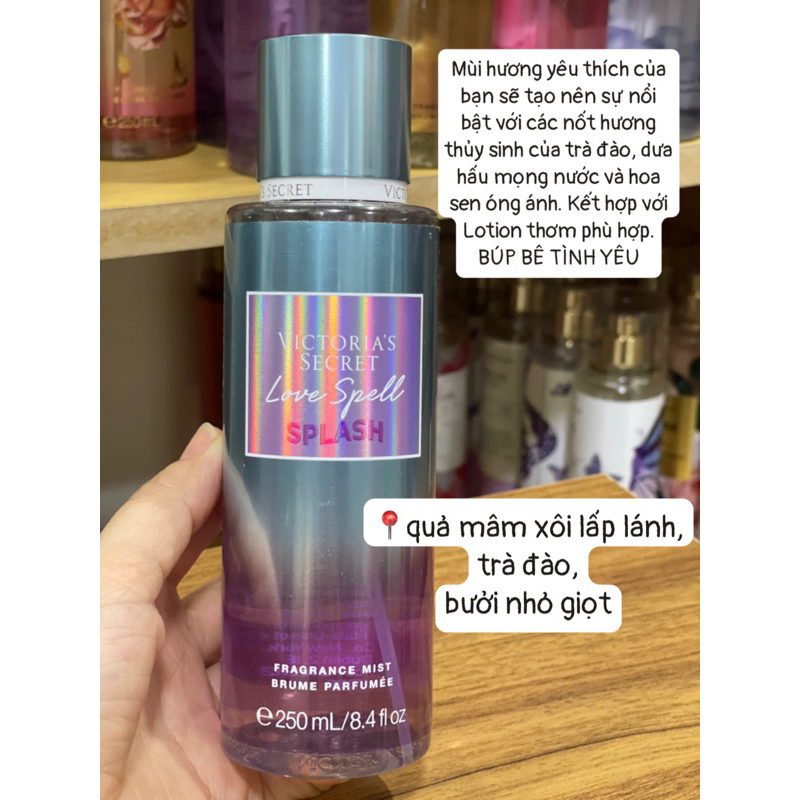 Mùi hương yêu thích của
bạn sẽ tạo nên sự nổi
bật với các nốt hương
thủy sinh của trà đào, dưa
hấu mọng nước và hoa
sen óng ánh. Kết hợp với
Lotion thơm phù hợp.
BÚP BÊ TÌNH YÊU
S SECRET
VICT
VICTORIA'S
SECRET
Love Spell
SPLASH
📍quả mâm xôi lấp lánh,
trà đào,
bưởi nhỏ giọt
FRAGRANCE MIST
BRUME PARFUMÉE
e 250 mL/8.4 fl oz